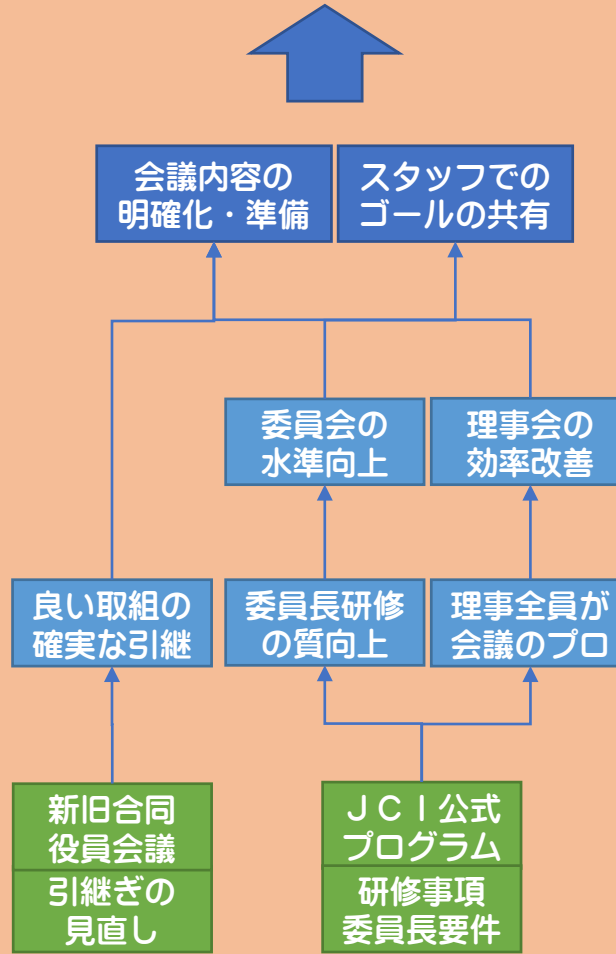 会議内容の
明確化・準備
スタッフでの
ゴールの共有
委員会の
水準向上
理事会の
効率改善
良い取組の
確実な引継
委員長研修
の質向上
理事全員が
会議のプロ
新旧合同
役員会議
引継ぎの
見直し
ＪＣＩ公式
プログラム
研修事項
委員長要件